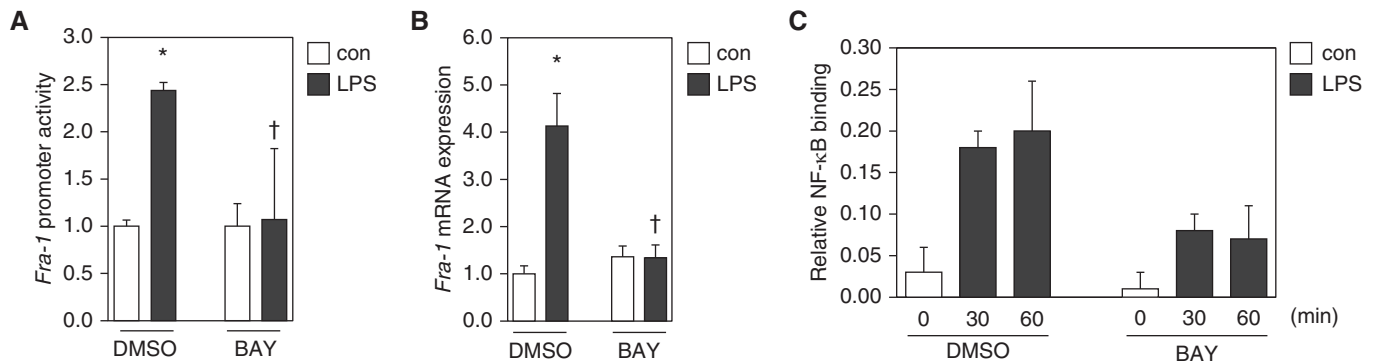 A
Fra-1 promoter activity
3.0
2.5
2.0
1.5
1.0
0.5
0.0
*
†
DMSO
BAY
con
LPS
B
Fra-1 mRNA expression
6.0
5.0
4.0
3.0
2.0
1.0
0.0
*
†
DMSO
BAY
con
LPS
C
Relative NF-κB binding
0.30
0.25
0.20
0.15
0.10
0.05
0.00
0 30 60 0 30 60 (min)
DMSO
BAY
con
LPS